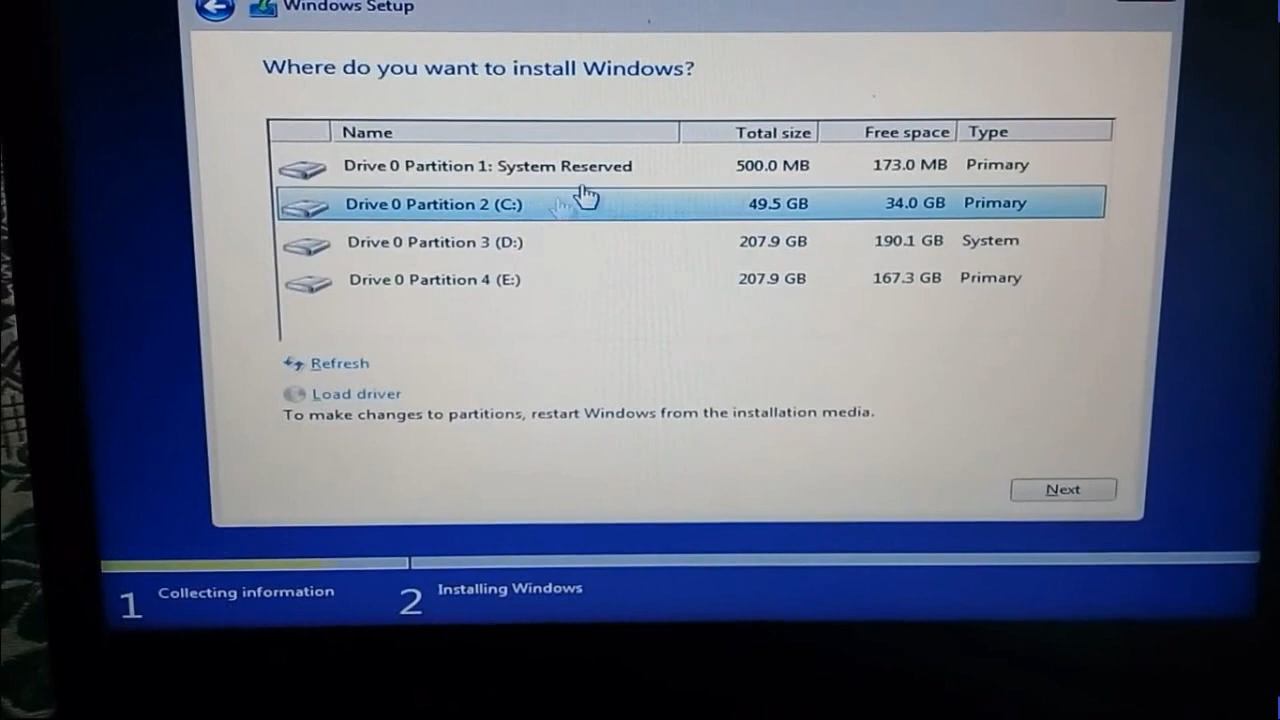 Windows Setup
Where do you want to install Windows?
Name Total size Free space Type
Drive 0 Partition 1: System Reserved 500.0 MB 173.0 MB Primary
Drive 0 Partition 2 (C:) 49.5 GB 34.0 GB Primary
Drive 0 Partition 3 (D:) 207.9 GB 190.1 GB System
Drive 0 Partition 4 (E:) 207.9 GB 167.3 GB Primary
Refresh
Load driver
To make changes to partitions, restart Windows from the installation media.
Next
1 Collecting information 2 Installing Windows